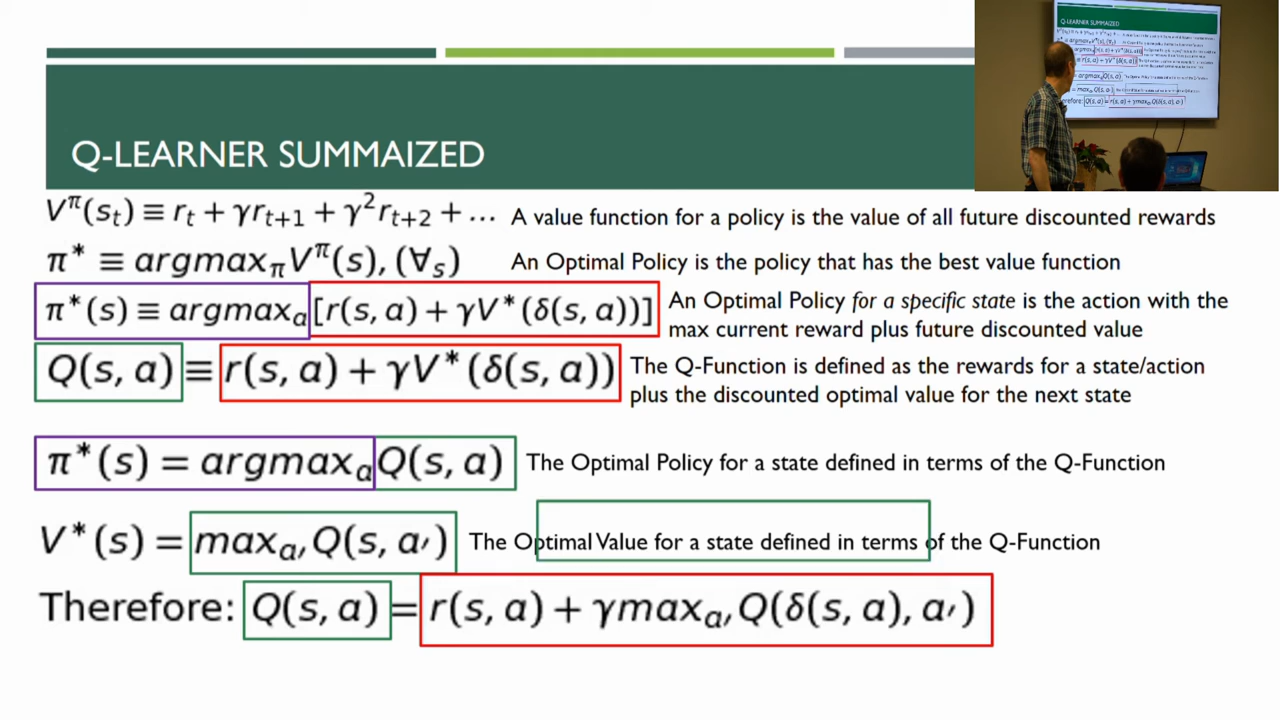 Q-LEARNER SUMMAIZED
V^π(s_t) ≡ r_t + γr_{t+1} + γ²r_{t+2} + ... A value function for a policy is the value of all future discounted rewards
π* ≡ argmax_π V^π(s), (∀_s) An Optimal Policy is the policy that has the best value function
π*(s) ≡ argmax_a [r(s, a) + γV*(δ(s, a))] An Optimal Policy for a specific state is the action with the
max current reward plus future discounted value
Q(s, a) ≡ r(s, a) + γV*(δ(s, a)) The Q-Function is defined as the rewards for a state/action
plus the discounted optimal value for the next state
π*(s) = argmax_a Q(s, a) The Optimal Policy for a state defined in terms of the Q-Function
V*(s) = max_{a′} Q(s, a′) The Optimal Value for a state defined in terms of the Q-Function
Therefore: Q(s, a) = r(s, a) + γmax_{a′} Q(δ(s, a), a′)
Q-LEARNER SUMMAIZED